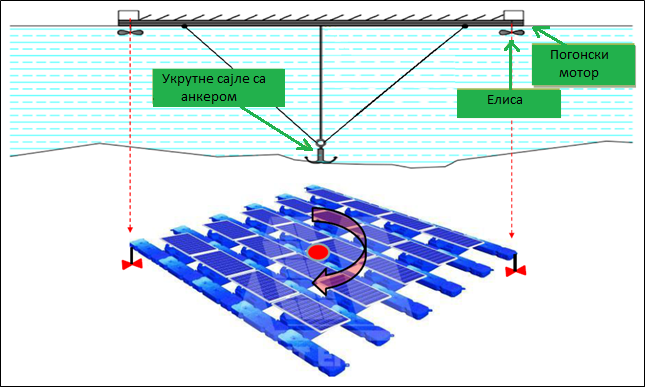 Погонски
мотор
Укрутне сајле са
анкером
Елиса